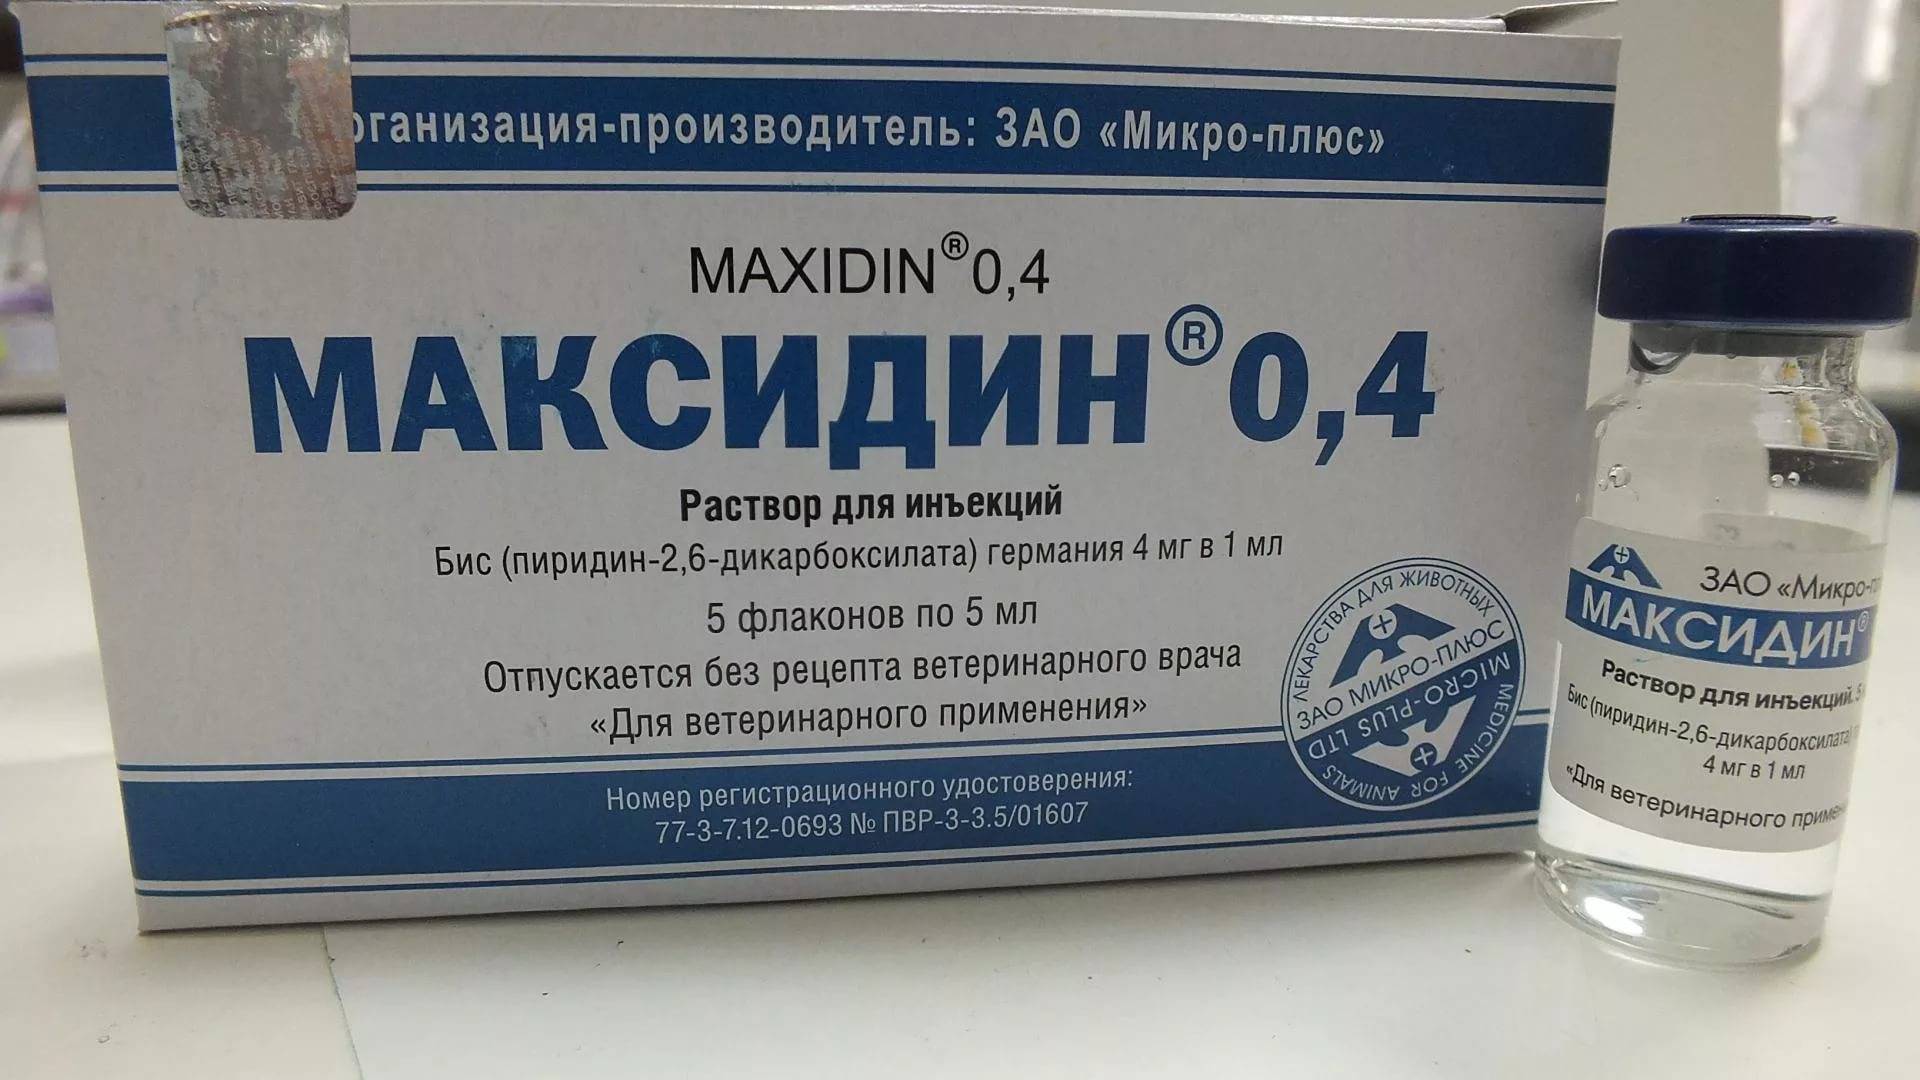 рганизация-производитель: ЗАО «Микро-плюс»
MAXIDIN® 0,4
МАКСИДИН® 0,4
Раствор для инъекций
Бис (пиридин-2,6-дикарбоксилата) германия 4 мг в 1 мл
5 флаконов по 5 мл
Отпускается без рецепта ветеринарного врача
«Для ветеринарного применения»
Номер регистрационного удостоверения:
77-3-7.12-0693 № ПВР-3-3.5/01607
ЛЕКАРСТВА ДЛЯ ЖИВОТНЫХ
ЗАО МИКРО-ПЛЮС
MICRO-PLUS LTD
MEDICINE FOR ANIMALS
ЗАО «Микро-п
МАКСИДИН®
Раствор для инъекций. 5
Бис (пиридин-2,6-дикарбоксилата)
4 мг в 1 мл
«Для ветеринарного примен